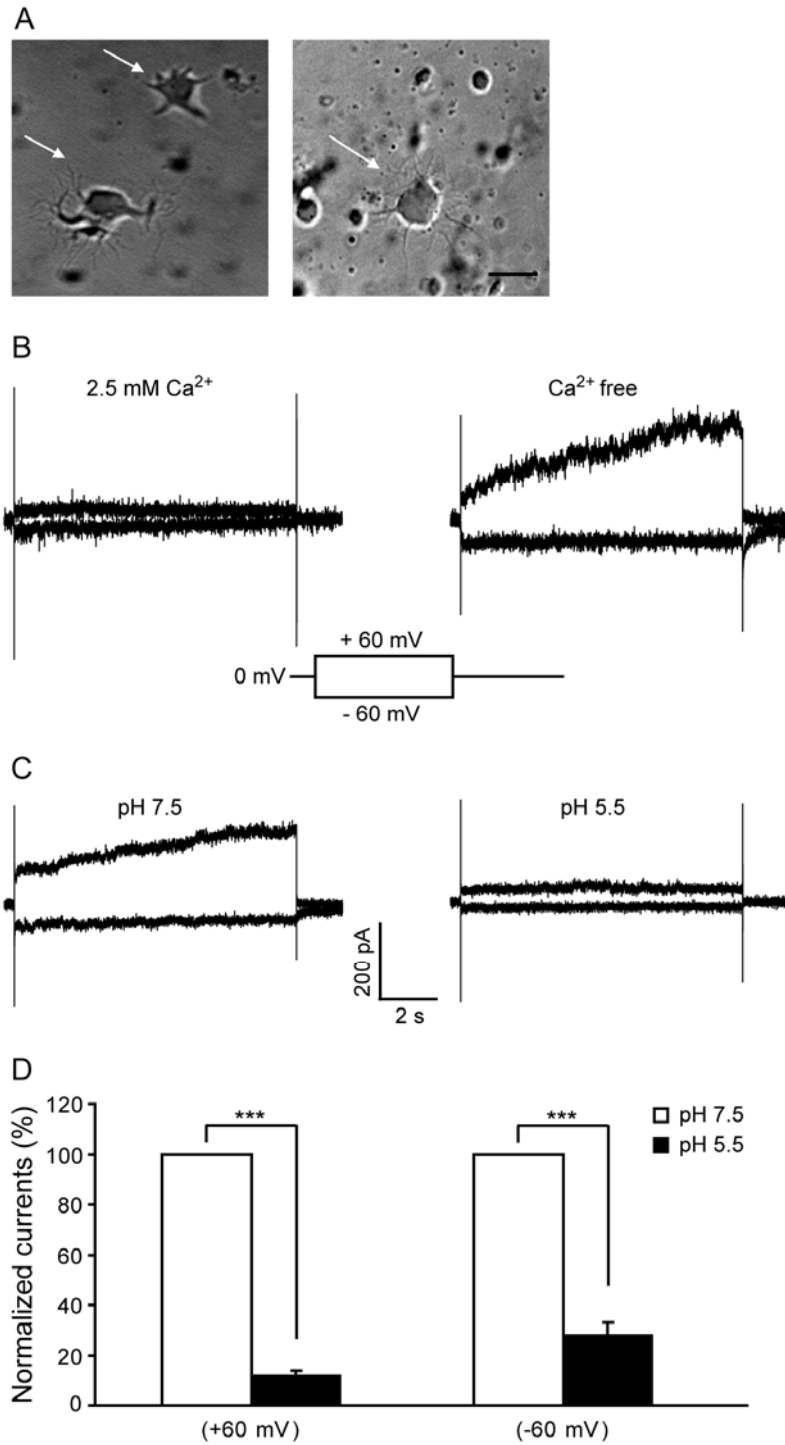 A
B
2.5 mM Ca²⁺
Ca²⁺ free
+ 60 mV
0 mV
- 60 mV
C
pH 7.5
pH 5.5
200 pA
2 s
D
Normalized currents (%)
120
100
80
60
40
20
0
***
***
pH 7.5
pH 5.5
(+60 mV)
(-60 mV)